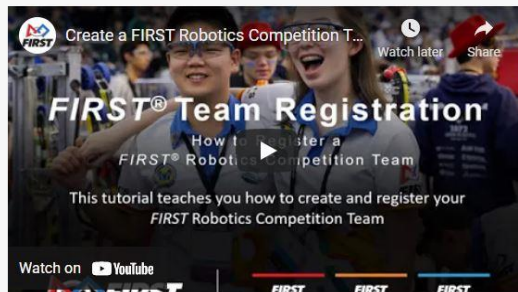 FIRST
Create a FIRST Robotics Competition T...
Watch later
Share
FIRST® Team Registration
How to Register a
FIRST® Robotics Competition Team
This tutorial teaches you how to create and register your
FIRST Robotics Competition Team
Watch on YouTube
FIRST
FIRST FIRST FIRST